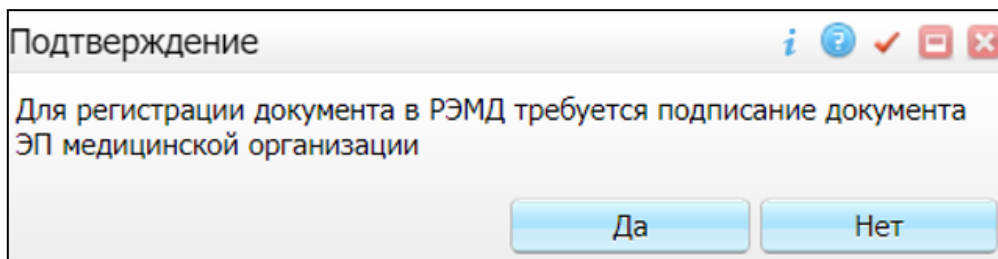 Подтверждение
Для регистрации документа в РЭМД требуется подписание документа
ЭП медицинской организации
Да Нет